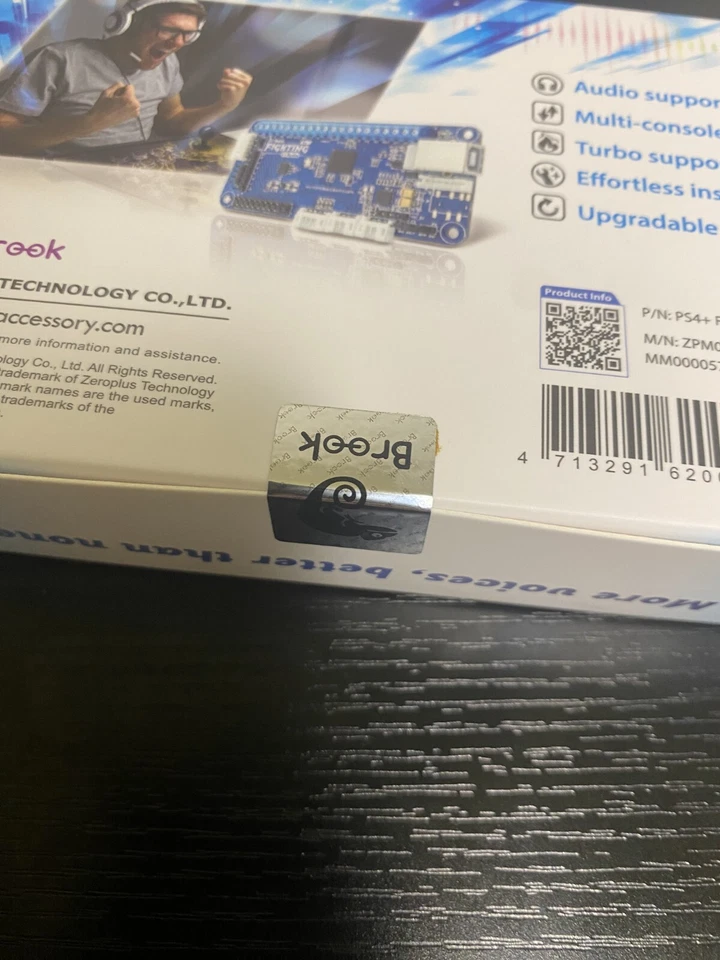 FIGHTING
Audio suppor
Multi-console
Turbo suppo
Effortless ins
Upgradable
rook
TECHNOLOGY CO.,LTD.
accessory.com
more information and assistance.
ology Co., Ltd. All Rights Reserved.
trademark of Zeroplus Technology
mark names are the used marks,
trademarks of the
Product Info
P/N: PS4+
M/N: ZPM0
MM00005
4 713291 620
Brook
More voices, better than none